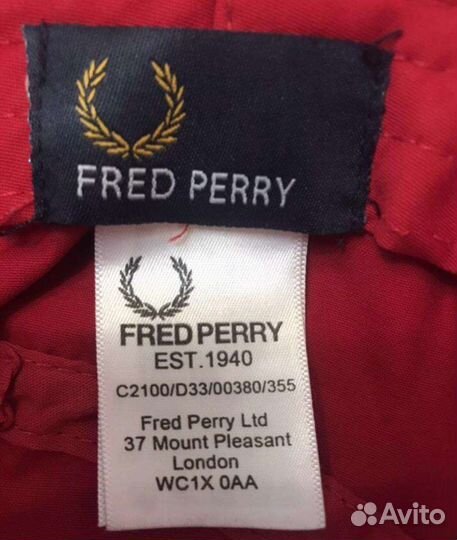 FRED PERRY
FRED PERRY
EST.1940
C2100/D33/00380/355
Fred Perry Ltd
37 Mount Pleasant
London
WC1X 0AA
Avito